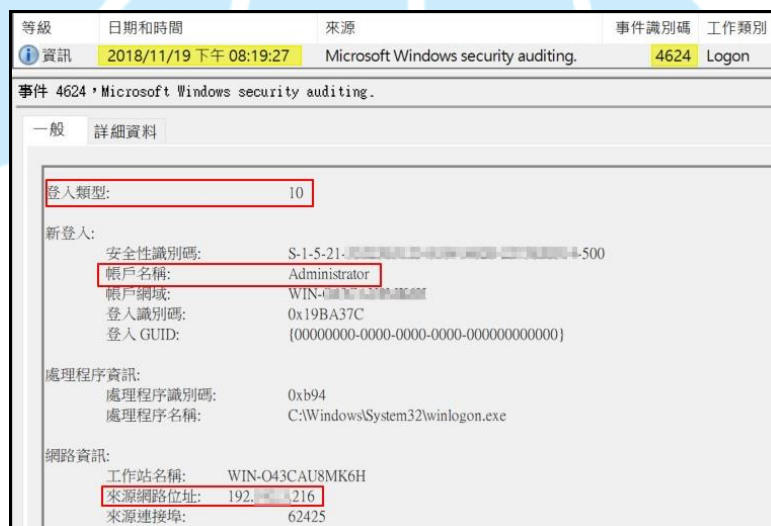 等級 日期和時間 來源 事件識別碼 工作類別
資訊 2018/11/19 下午 08:19:27 Microsoft Windows security auditing. 4624 Logon
事件 4624，Microsoft Windows security auditing.
一般 詳細資料
登入類型: 10
新登入:
安全性識別碼: S-1-5-21- -500
帳戶名稱: Administrator
帳戶網域: WIN-
登入識別碼: 0x19BA37C
登入 GUID: {00000000-0000-0000-0000-000000000000}
處理程序資訊:
處理程序識別碼: 0xb94
處理程序名稱: C:\Windows\System32\winlogon.exe
網路資訊:
工作站名稱: WIN-O43CAU8MK6H
來源網路位址: 192. .216
來源連接埠: 62425